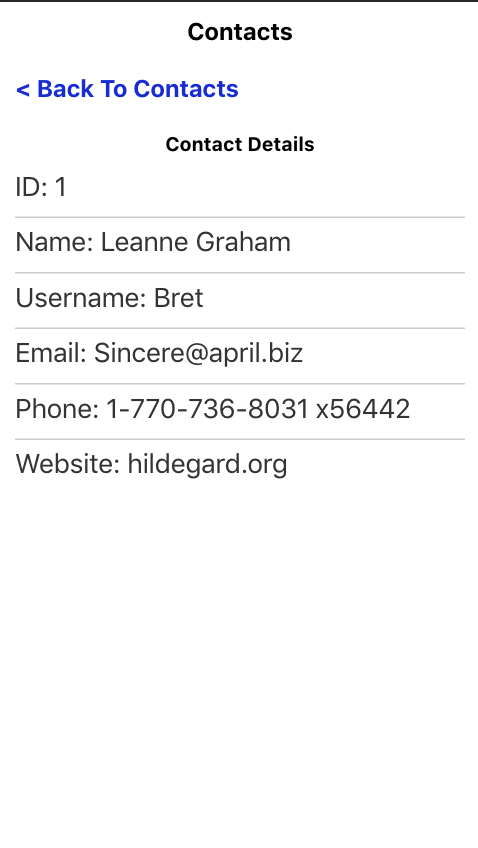 Contacts
< Back To Contacts
Contact Details
ID: 1
Name: Leanne Graham
Username: Bret
Email: Sincere@april.biz
Phone: 1-770-736-8031 x56442
Website: hildegard.org